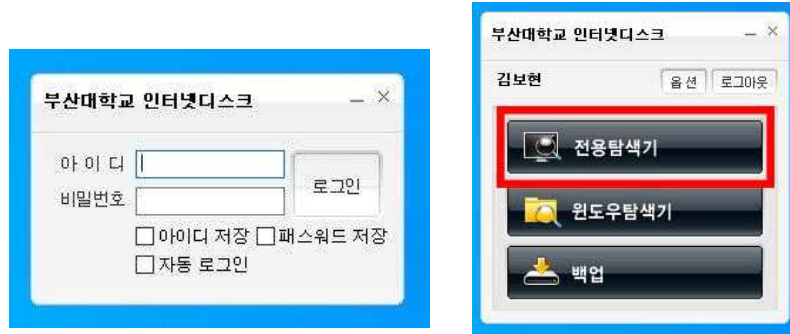 부산대학교 인터넷디스크
아 이 디
비밀번호
로그인
아이디 저장 패스워드 저장
자동 로그인
부산대학교 인터넷디스크
김보현 옵션 로그아웃
전용탐색기
윈도우탐색기
백업